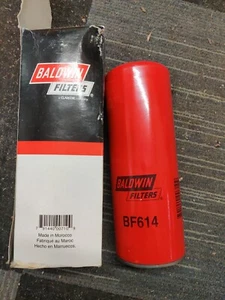 BALDWIN
FILTERS
Made in Morocco
Fabriqué au Maroc
Hecho en Marruecos
BALDWIN
FILTERS
BF614